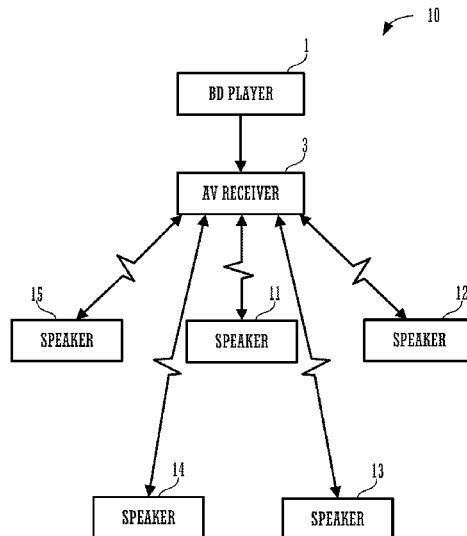 10
1
BD PLAYER
3
AV RECEIVER
15
11
12
SPEAKER
SPEAKER
SPEAKER
14
13
SPEAKER
SPEAKER